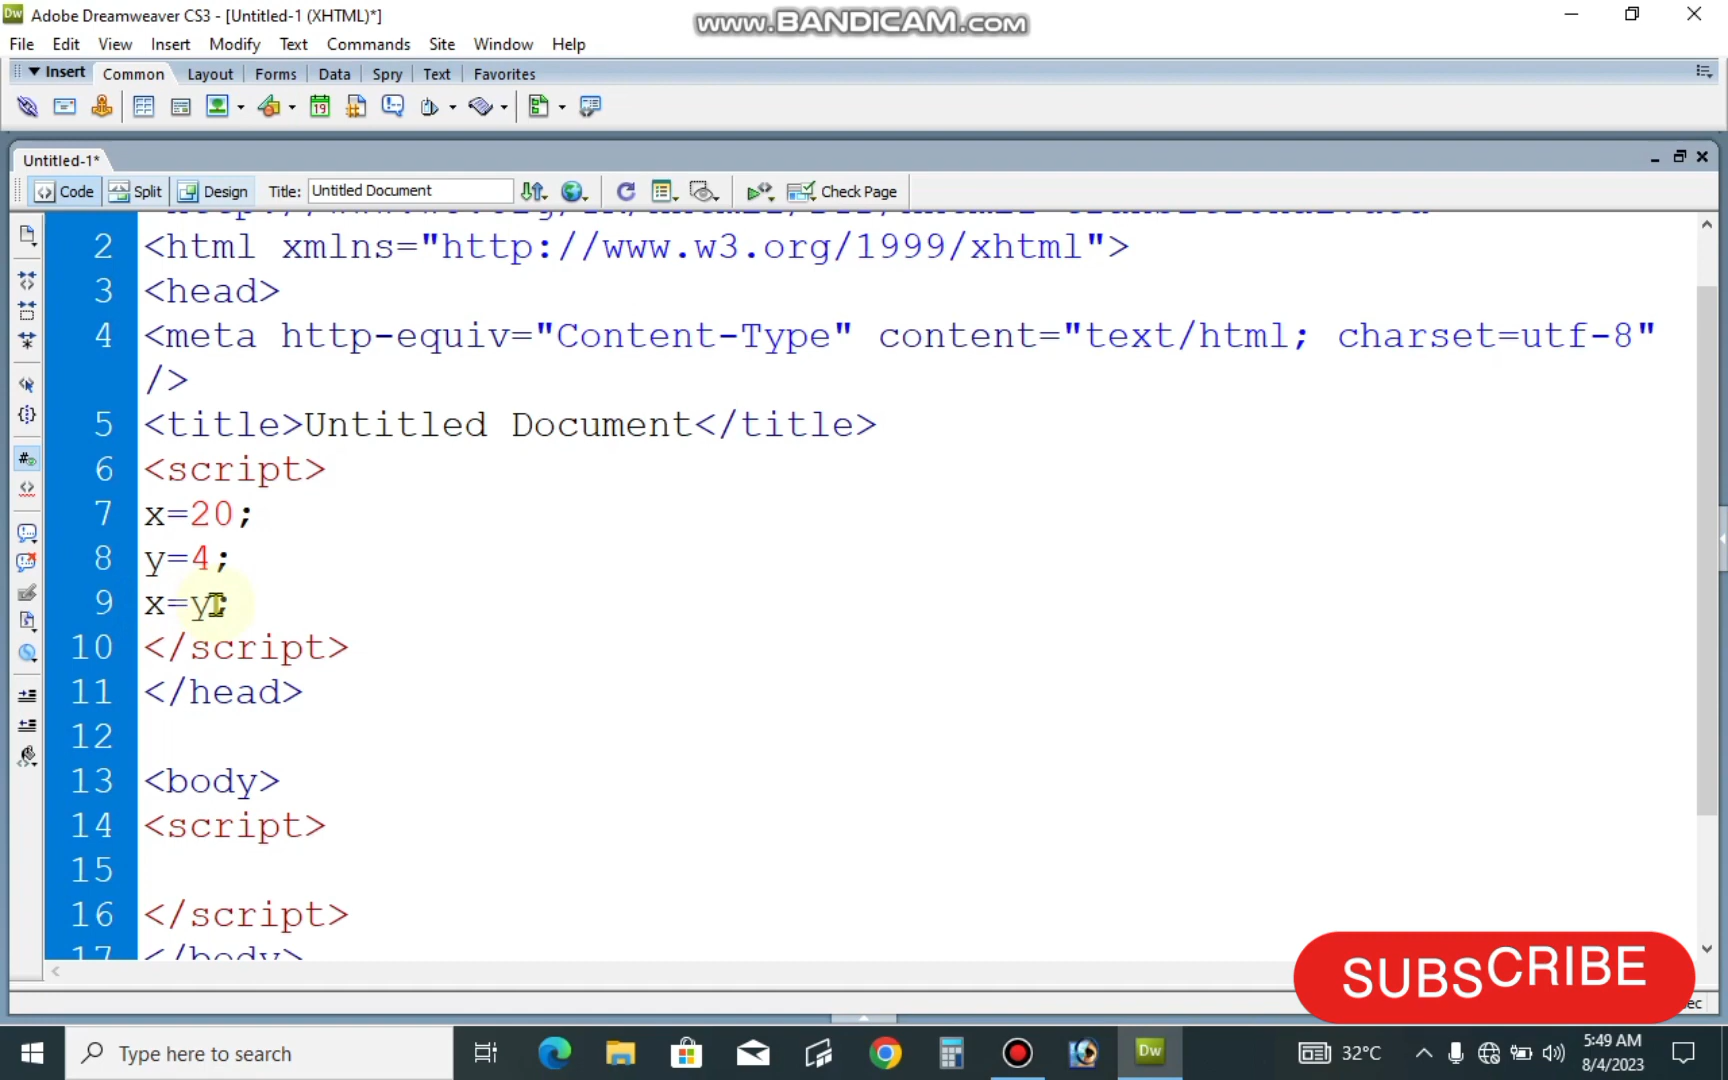 Adobe Dreamweaver CS3 - [Untitled-1 (XHTML)*]
www.BANDICAM.com
File Edit View Insert Modify Text Commands Site Window Help
Insert Common Layout Forms Data Spry Text Favorites
Untitled-1*
Code Split Design Title: Untitled Document Check Page
2 <html xmlns="http://www.w3.org/1999/xhtml">
3 <head>
4 <meta http-equiv="Content-Type" content="text/html; charset=utf-8"
/>
5 <title>Untitled Document</title>
6 <script>
7 x=20;
8 y=4;
9 x=y;
10 </script>
11 </head>
12
13 <body>
14 <script>
15
16 </script>
17 </body>
SUBSCRIBE
ec
Type here to search
Dw
32°C
5:49 AM
8/4/2023